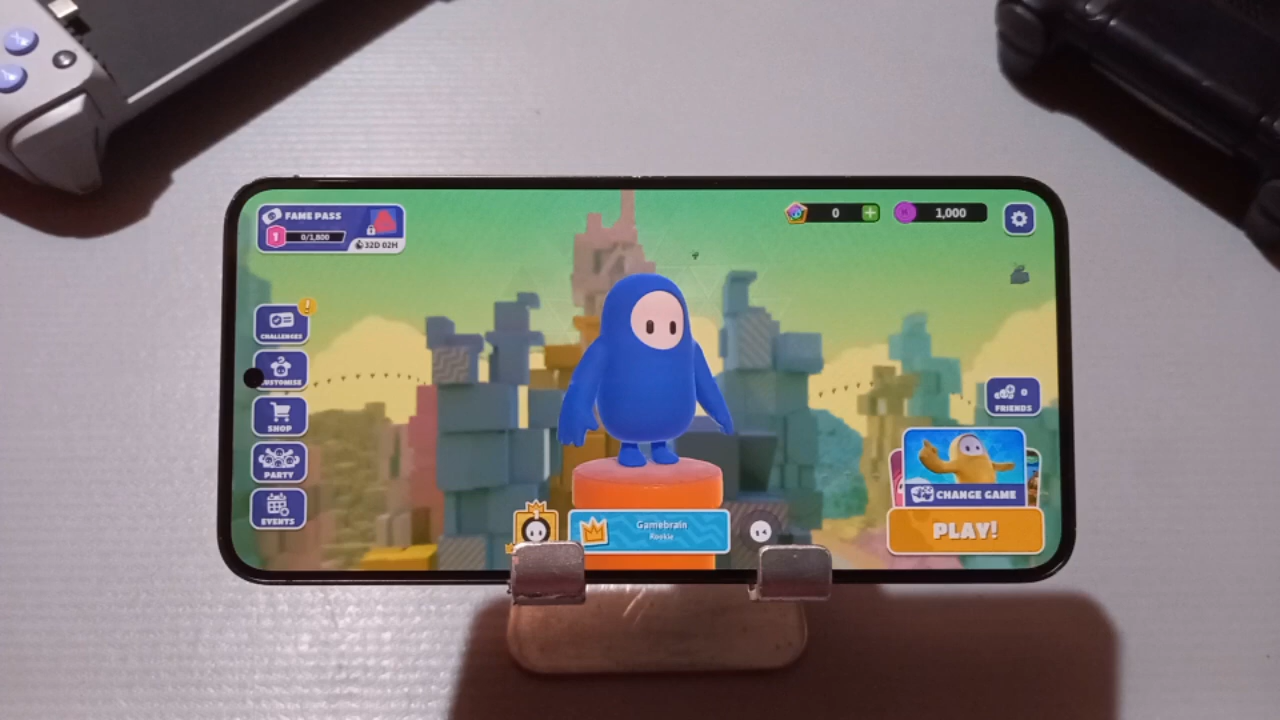 FAME PASS
1
0/1,800
32D 02H
0
1,000
CHALLENGES
CUSTOMISE
SHOP
PARTY
EVENTS
FRIENDS
0
CHANGE GAME
PLAY!
Gamebrain
Rookie